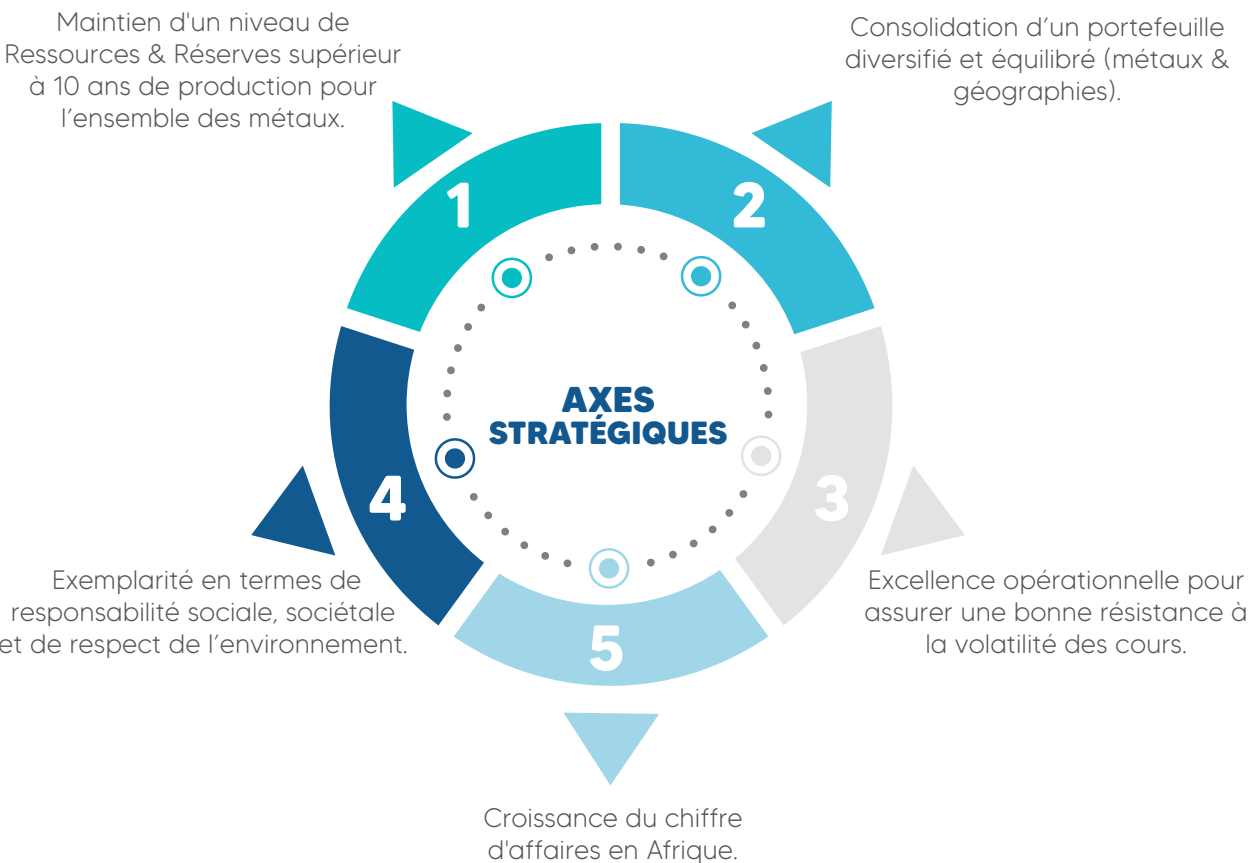 Maintien d'un niveau de
Ressources & Réserves supérieur
à 10 ans de production pour
l’ensemble des métaux.
Consolidation d’un portefeuille
diversifié et équilibré (métaux &
géographies).
1
2
AXES
STRATÉGIQUES
4
3
Exemplarité en termes de
responsabilité sociale, sociétale
et de respect de l’environnement.
Excellence opérationnelle pour
assurer une bonne résistance à
la volatilité des cours.
5
Croissance du chiffre
d'affaires en Afrique.